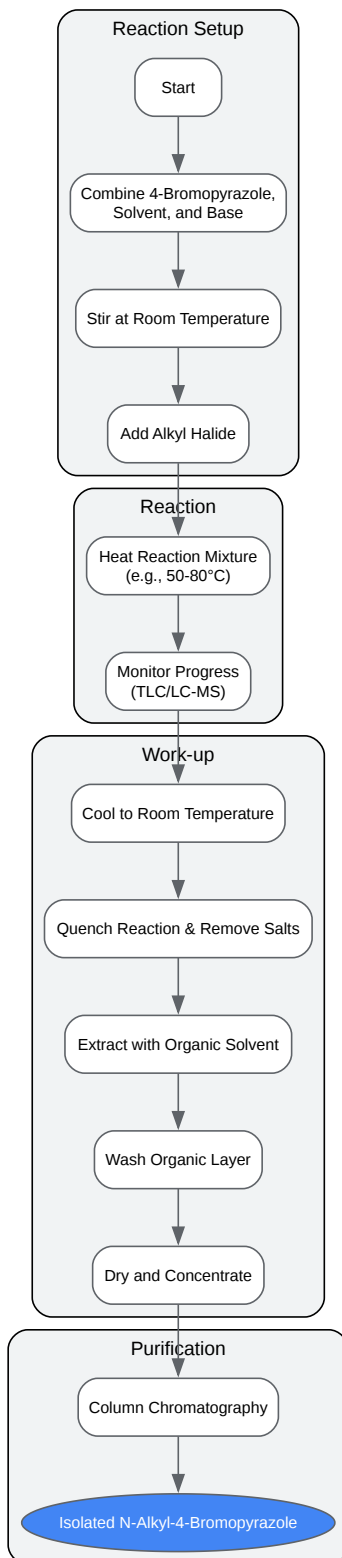 Reaction Setup
Start
Combine 4-Bromopyrazole,
Solvent, and Base
Stir at Room Temperature
Add Alkyl Halide
Reaction
Heat Reaction Mixture
(e.g., 50-80°C)
Monitor Progress
(TLC/LC-MS)
Work-up
Cool to Room Temperature
Quench Reaction & Remove Salts
Extract with Organic Solvent
Wash Organic Layer
Dry and Concentrate
Purification
Column Chromatography
Isolated N-Alkyl-4-Bromopyrazole